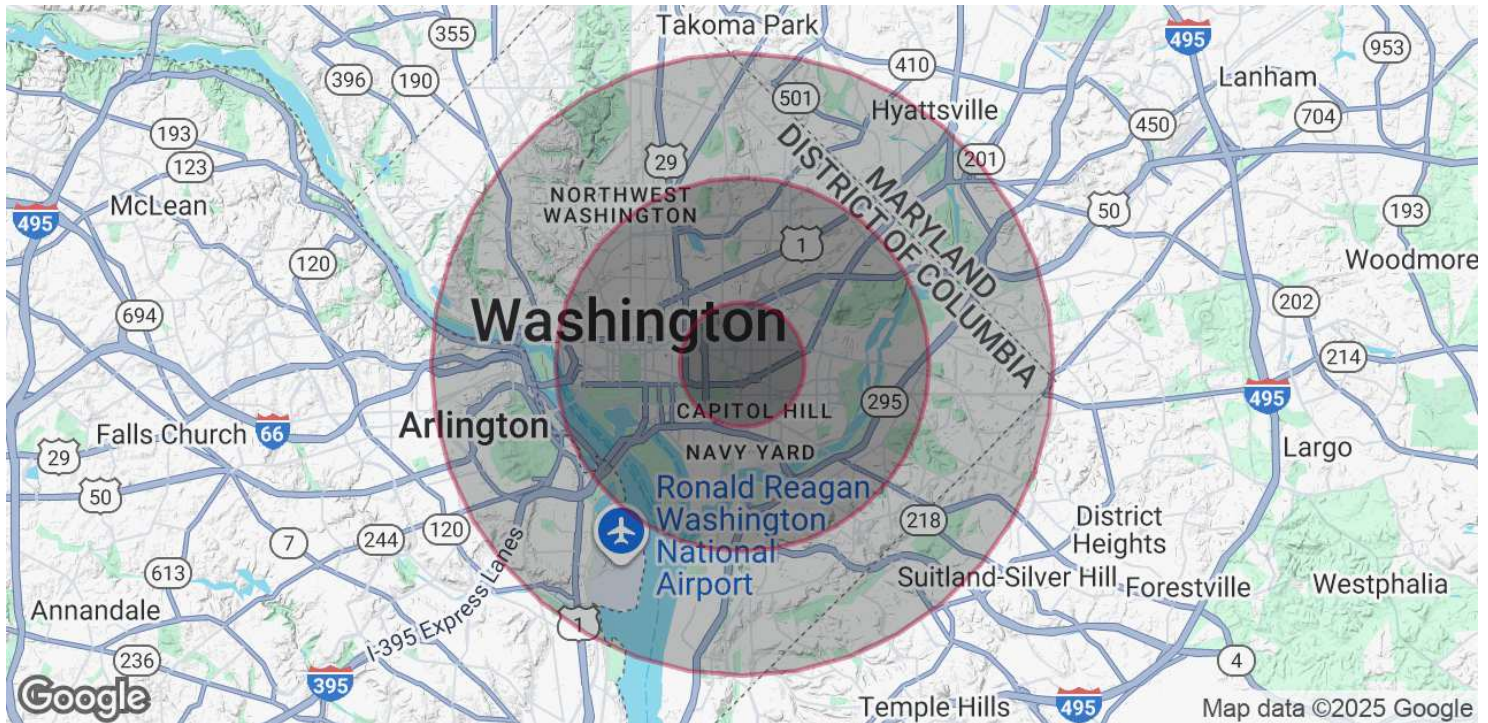 Takoma Park
495
355
953
410
Lanham
396
190
501
Hyattsville
704
193
450
29
201
123
DISTRICT OF COLUMBIA
MARYLAND
NORTHWEST
WASHINGTON
McLean
50
193
495
1
120
Woodmore
202
Washington
694
214
495
295
CAPITOL HILL
Arlington
Falls Church
66
29
NAVY YARD
Largo
50
Ronald Reagan
Washington
National
Airport
120
218
District
Heights
7
244
613
Suitland-Silver Hill
Forestville
Westphalia
Annandale
I-395 Express Lanes
1
236
395
4
Google
Temple Hills
495
Map data ©2025 Google